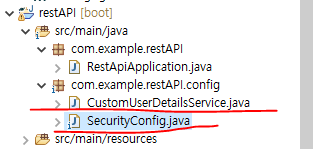 restAPI [boot]
src/main/java
com.example.restAPI
RestApiApplication.java
com.example.restAPI.config
CustomUserDetailsService.java
SecurityConfig.java
src/main/resources